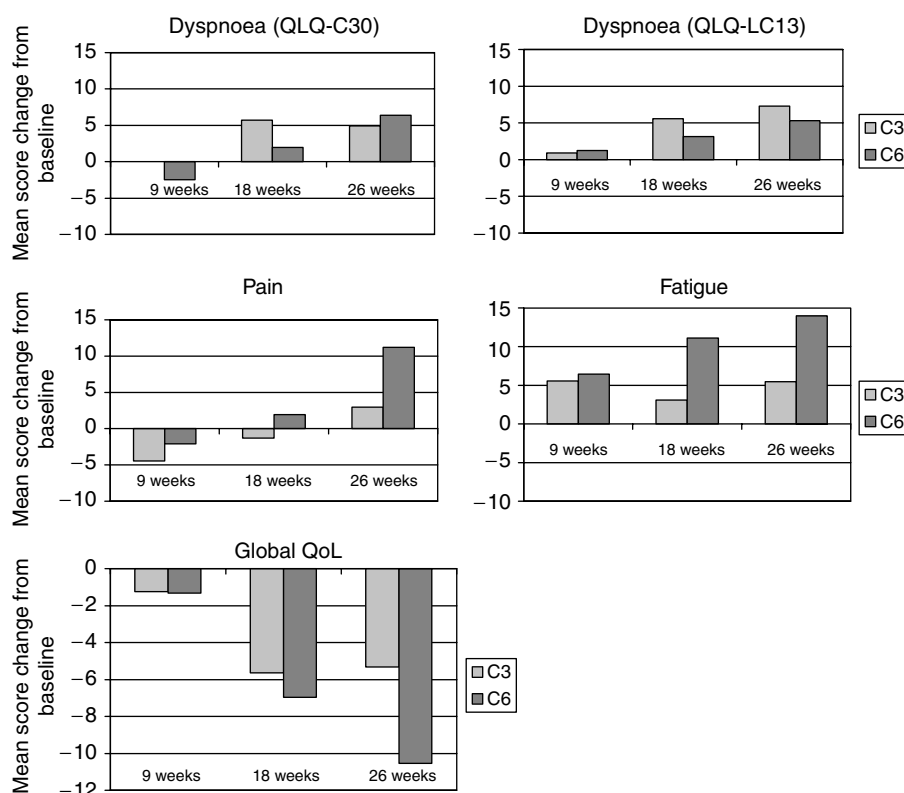 Dyspnoea (QLQ-C30)
Mean score change from
baseline
15
10
5
0
−5
−10
9 weeks
18 weeks
26 weeks
Dyspnoea (QLQ-LC13)
15
10
5
0
−5
−10
9 weeks
18 weeks
26 weeks
C3
C6
Pain
Mean score change from
baseline
15
10
5
0
−5
−10
9 weeks
18 weeks
26 weeks
Fatigue
15
10
5
0
−5
−10
9 weeks
18 weeks
26 weeks
C3
C6
Global QoL
Mean score change from
baseline
0
−2
−4
−6
−8
−10
−12
9 weeks
18 weeks
26 weeks
C3
C6